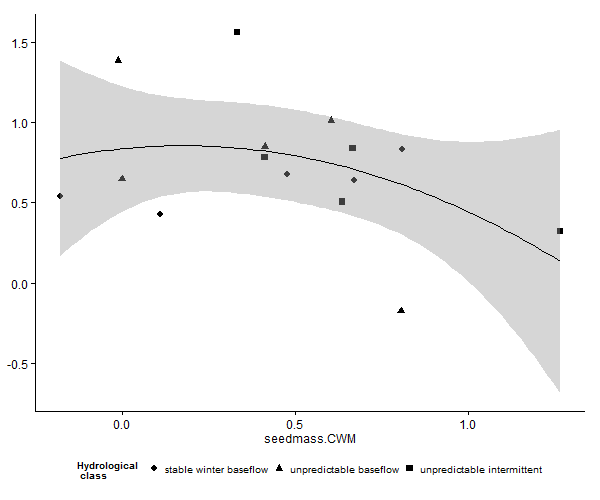 1.5
1.0
0.5
0.0
-0.5
0.0 0.5 1.0
seedmass.CWM
Hydrological
class
stable winter baseflow unpredictable baseflow unpredictable intermittent